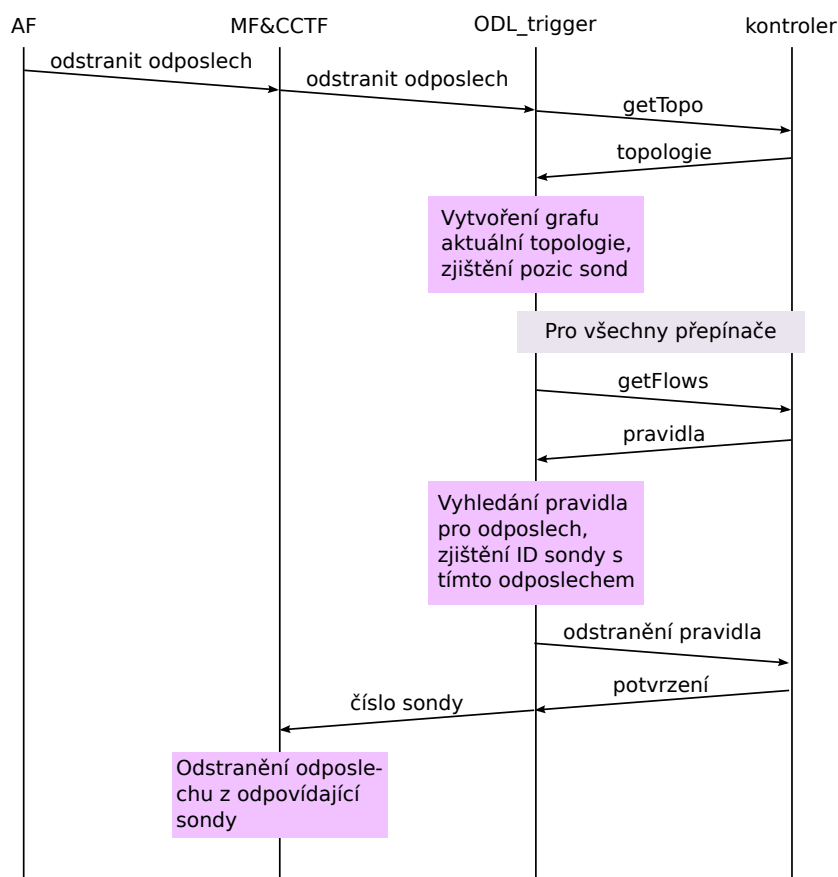 AF
MF&CCTF
ODL_trigger
kontroler
odstranit odposlech
odstranit odposlech
getTopo
topologie
Vytvoření grafu
aktuální topologie,
zjištění pozic sond
Pro všechny přepínače
getFlows
pravidla
Vyhledání pravidla
pro odposlech,
zjištění ID sondy s
tímto odposlechem
odstranění pravidla
potvrzení
číslo sondy
Odstranění odposle-
chu z odpovídající
sondy